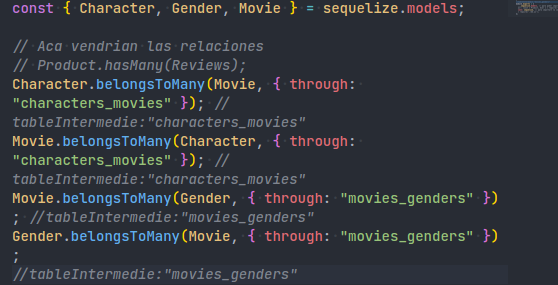 const { Character, Gender, Movie } = sequelize.models;
// Aca vendrian las relaciones
// Product.hasMany(Reviews);
Character.belongsToMany(Movie, { through:
"characters_movies" }); //
tableIntermedie:"characters_movies"
Movie.belongsToMany(Character, { through:
"characters_movies" }); //
tableIntermedie:"characters_movies"
Movie.belongsToMany(Gender, { through: "movies_genders" })
; //tableIntermedie:"movies_genders"
Gender.belongsToMany(Movie, { through: "movies_genders" })
;
//tableIntermedie:"movies_genders"